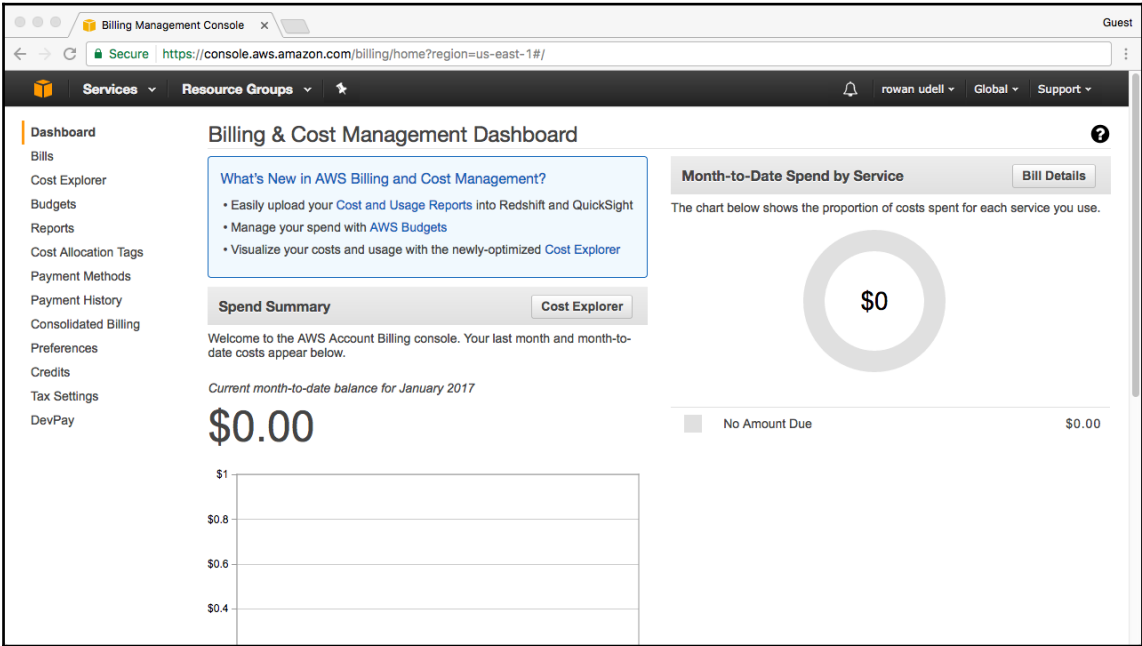 Billing Management Console
Guest
Secure https://console.aws.amazon.com/billing/home?region=us-east-1#/
Services Resource Groups rowan udell Global Support
Dashboard
Bills
Cost Explorer
Budgets
Reports
Cost Allocation Tags
Payment Methods
Payment History
Consolidated Billing
Preferences
Credits
Tax Settings
DevPay
Billing & Cost Management Dashboard
?
What's New in AWS Billing and Cost Management?
• Easily upload your Cost and Usage Reports into Redshift and QuickSight
• Manage your spend with AWS Budgets
• Visualize your costs and usage with the newly-optimized Cost Explorer
Spend Summary Cost Explorer
Welcome to the AWS Account Billing console. Your last month and month-to-
date costs appear below.
Current month-to-date balance for January 2017
$0.00
$1
$0.8
$0.6
$0.4
Month-to-Date Spend by Service Bill Details
The chart below shows the proportion of costs spent for each service you use.
$0
No Amount Due $0.00